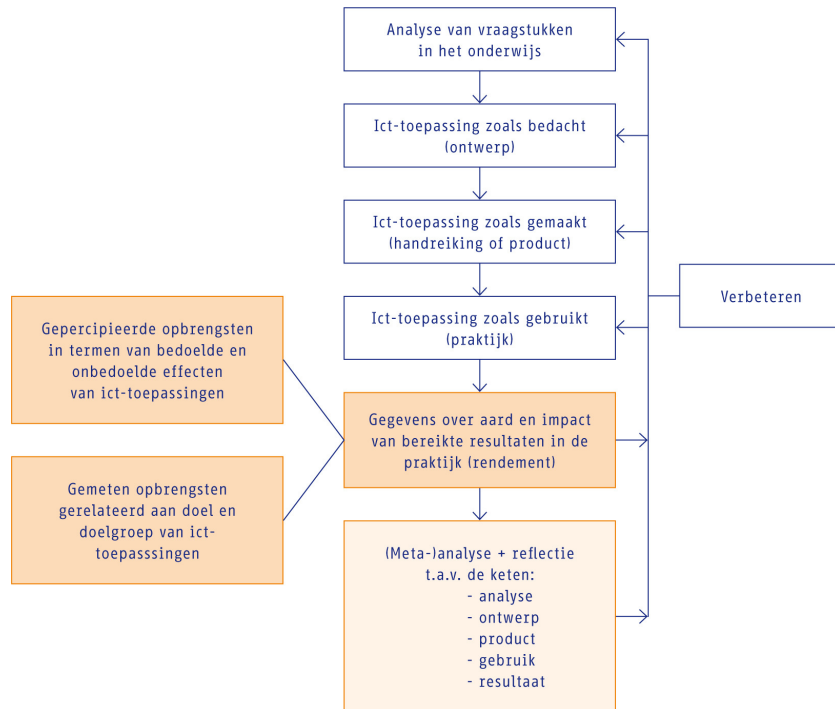 Analyse van vraagstukken
in het onderwijs
Ict-toepassing zoals bedacht
(ontwerp)
Ict-toepassing zoals gemaakt
(handreiking of product)
Verbeteren
Ict-toepassing zoals gebruikt
(praktijk)
Gepercipieerde opbrengsten
in termen van bedoelde en
onbedoelde effecten
van ict-toepassingen
Gegevens over aard en impact
van bereikte resultaten in de
praktijk (rendement)
Gemeten opbrengsten
gerelateerd aan doel en
doelgroep van ict-
toepasssingen
(Meta-)analyse + reflectie
t.a.v. de keten:
- analyse
- ontwerp
- product
- gebruik
- resultaat